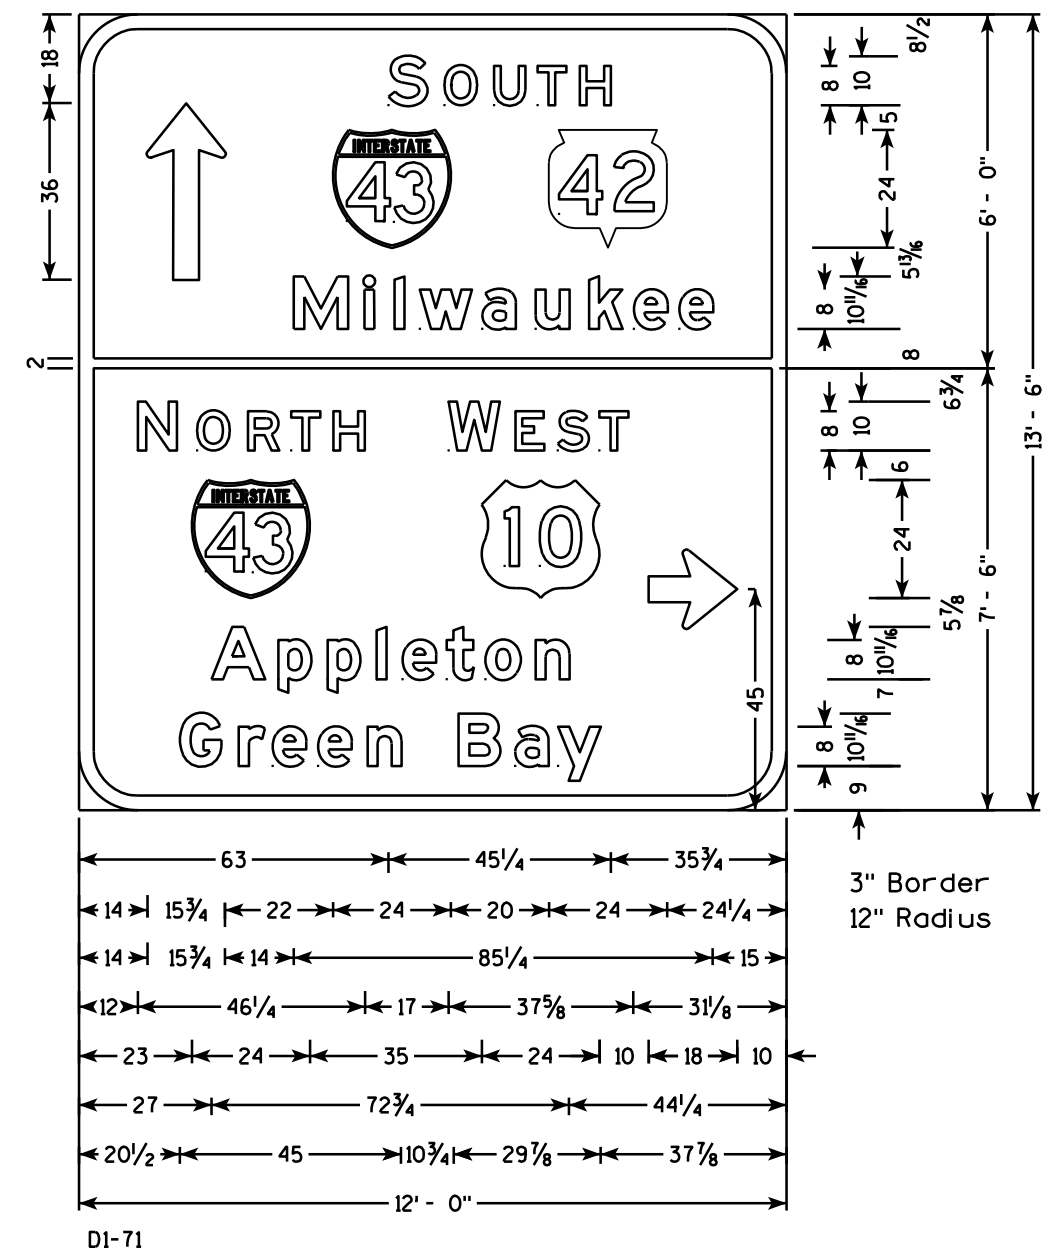 SOUTH
INTERSTATE
43
42
Milwaukee
NORTH WEST
INTERSTATE
43
10
Appleton
Green Bay
18
36
2
45
8
10
8 1/2
5
24
5 13/16
8
10 11/16
8
6' - 0"
8
10
6 3/4
6
24
5 7/8
8
10 11/16
7
8
10 11/16
9
7' - 6"
13' - 6"
3" Border
12" Radius
63 45 1/4 35 3/4
14 15 3/4 22 24 20 24 24 1/4
14 15 3/4 14 85 1/4 15
12 46 1/4 17 37 5/8 31 1/8
23 24 35 24 10 18 10
27 72 3/4 44 1/4
20 1/2 45 10 3/4 29 7/8 37 7/8
12' - 0"
D1-71